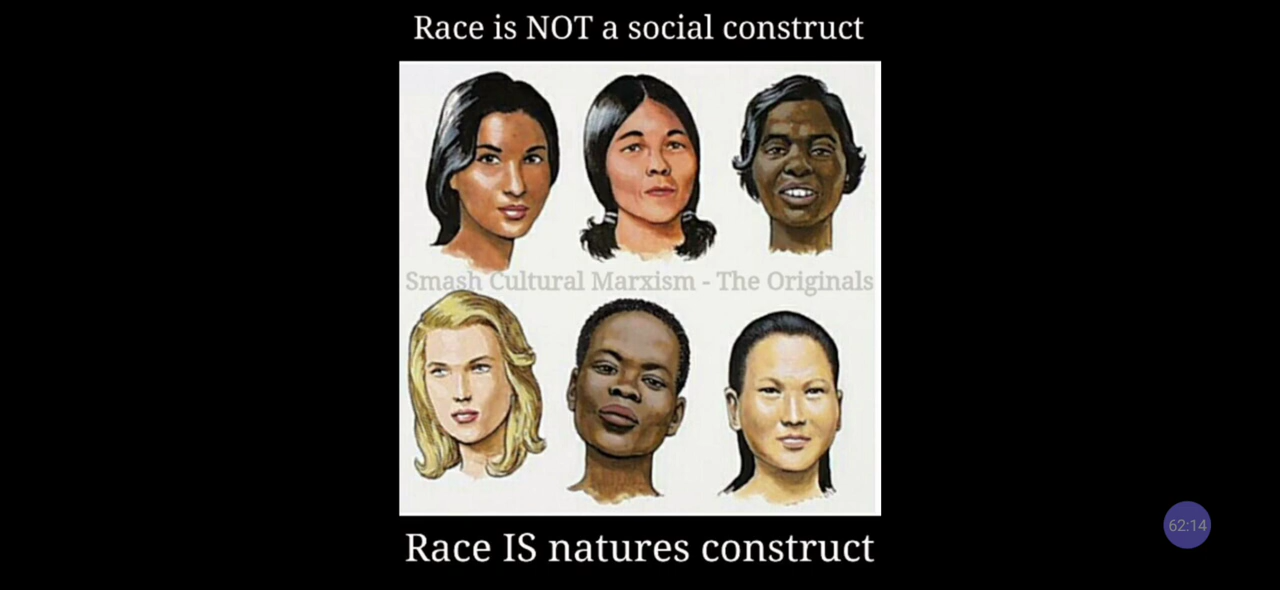 Race is NOT a social construct
Smash Cultural Marxism - The Originals
Race IS natures construct
62:14